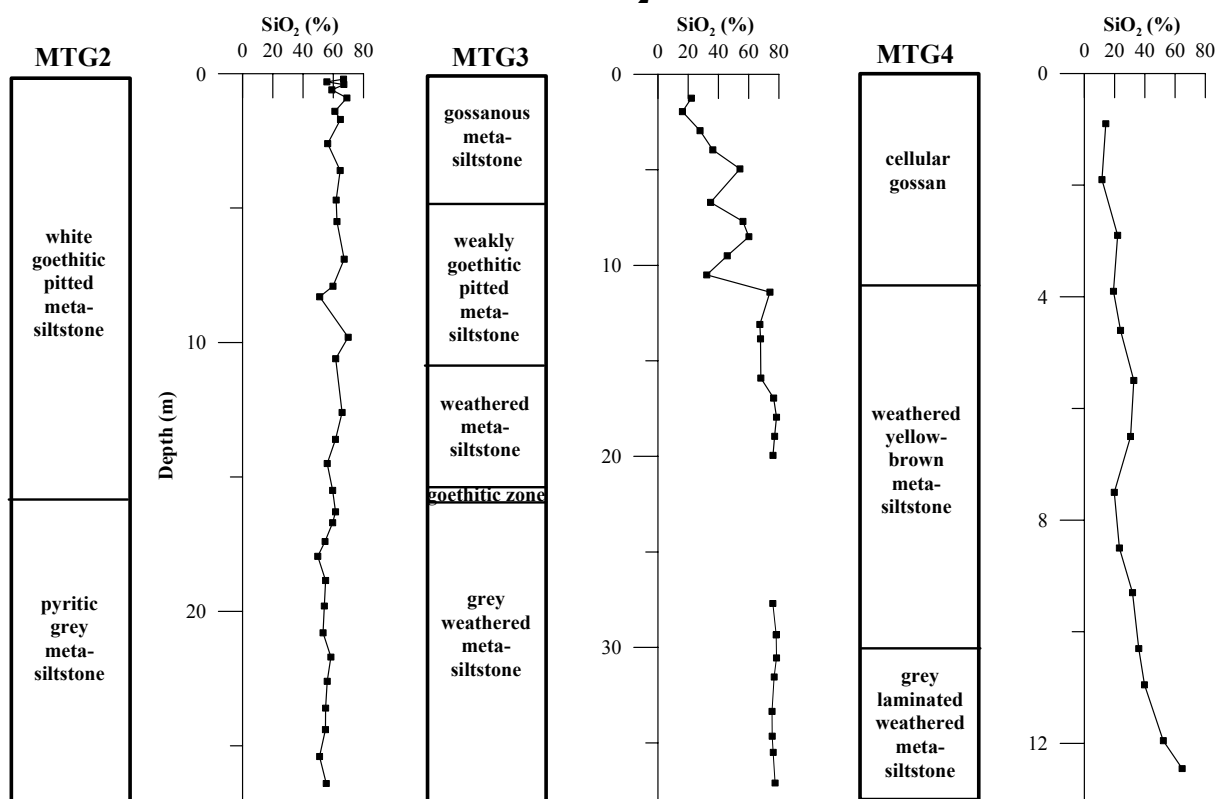 2
SiO2 (%)
MTG2
0 20 40 60 80
0
10
20
Depth (m)
white
goethitic
pitted
meta-
siltstone
pyritic
grey
meta-
siltstone
MTG3
gossanous
meta-
siltstone
weakly
goethitic
pitted
meta-
siltstone
weathered
meta-
siltstone
goethitic zone
grey
weathered
meta-
siltstone
SiO2 (%)
0 20 40 60 80
0
10
20
30
MTG4
cellular
gossan
weathered
yellow-
brown
meta-
siltstone
grey
laminated
weathered
meta-
siltstone
SiO2 (%)
0 20 40 60 80
0
4
8
12